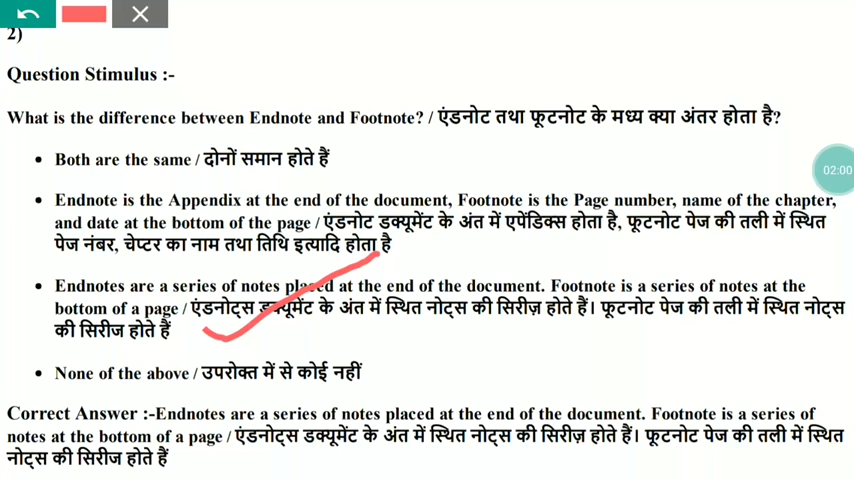 2)
Question Stimulus :-
What is the difference between Endnote and Footnote? / एंडनोट तथा फूटनोट के मध्य क्या अंतर होता है?
• Both are the same / दोनों समान होते हैं
02:00
• Endnote is the Appendix at the end of the document, Footnote is the Page number, name of the chapter,
and date at the bottom of the page / एंडनोट डक्यूमेंट के अंत में एपेंडिक्स होता है, फूटनोट पेज की तली में स्थित
पेज नंबर, चेप्टर का नाम तथा तिथि इत्यादि होता है
• Endnotes are a series of notes placed at the end of the document. Footnote is a series of notes at the
bottom of a page / एंडनोट्स डक्यूमेंट के अंत में स्थित नोट्स की सिरीज़ होते हैं। फूटनोट पेज की तली में स्थित नोट्स
की सिरीज होते हैं
• None of the above / उपरोक्त में से कोई नहीं
Correct Answer :-Endnotes are a series of notes placed at the end of the document. Footnote is a series of
notes at the bottom of a page / एंडनोट्स डक्यूमेंट के अंत में स्थित नोट्स की सिरीज़ होते हैं। फूटनोट पेज की तली में स्थित
नोट्स की सिरीज होते हैं